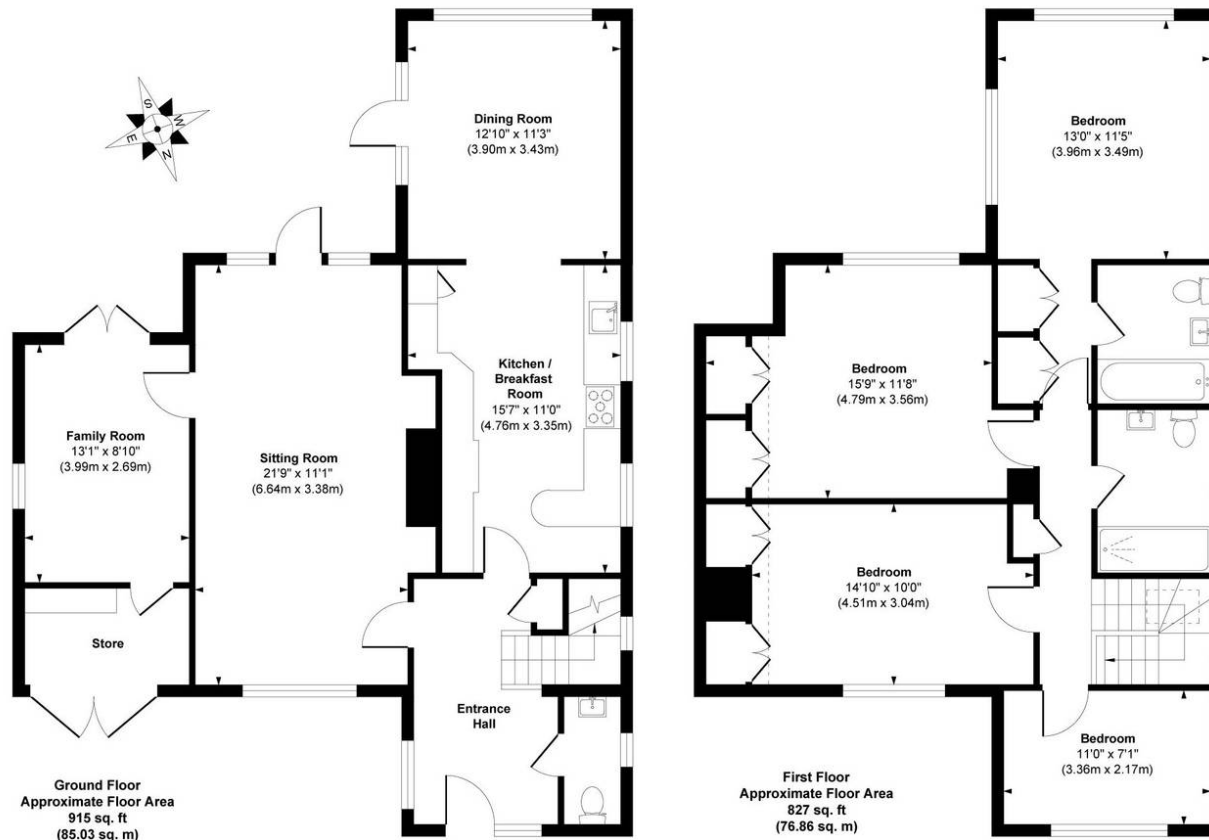 S
W
E
N
Dining Room
12'10" x 11'3"
(3.90m x 3.43m)
Kitchen /
Breakfast
Room
15'7" x 11'0"
(4.76m x 3.35m)
Family Room
13'1" x 8'10"
(3.99m x 2.69m)
Sitting Room
21'9" x 11'1"
(6.64m x 3.38m)
Store
Entrance
Hall
Ground Floor
Approximate Floor Area
915 sq. ft
(85.03 sq. m)
Bedroom
13'0" x 11'5"
(3.96m x 3.49m)
Bedroom
15'9" x 11'8"
(4.79m x 3.56m)
Bedroom
14'10" x 10'0"
(4.51m x 3.04m)
Bedroom
11'0" x 7'1"
(3.36m x 2.17m)
First Floor
Approximate Floor Area
827 sq. ft
(76.86 sq. m)